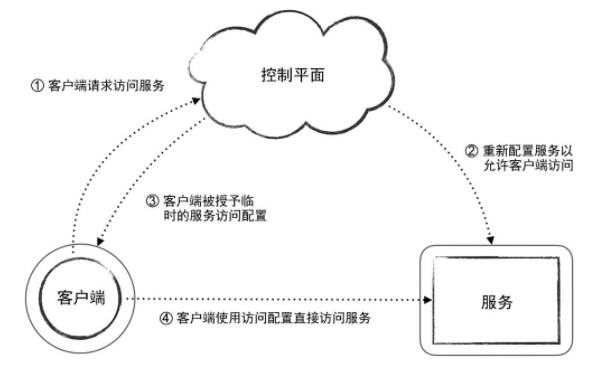 控制平面
① 客户端请求访问服务
② 重新配置服务以
允许客户端访问
③ 客户端被授予临
时的服务访问配置
客户端
服务
④ 客户端使用访问配置直接访问服务